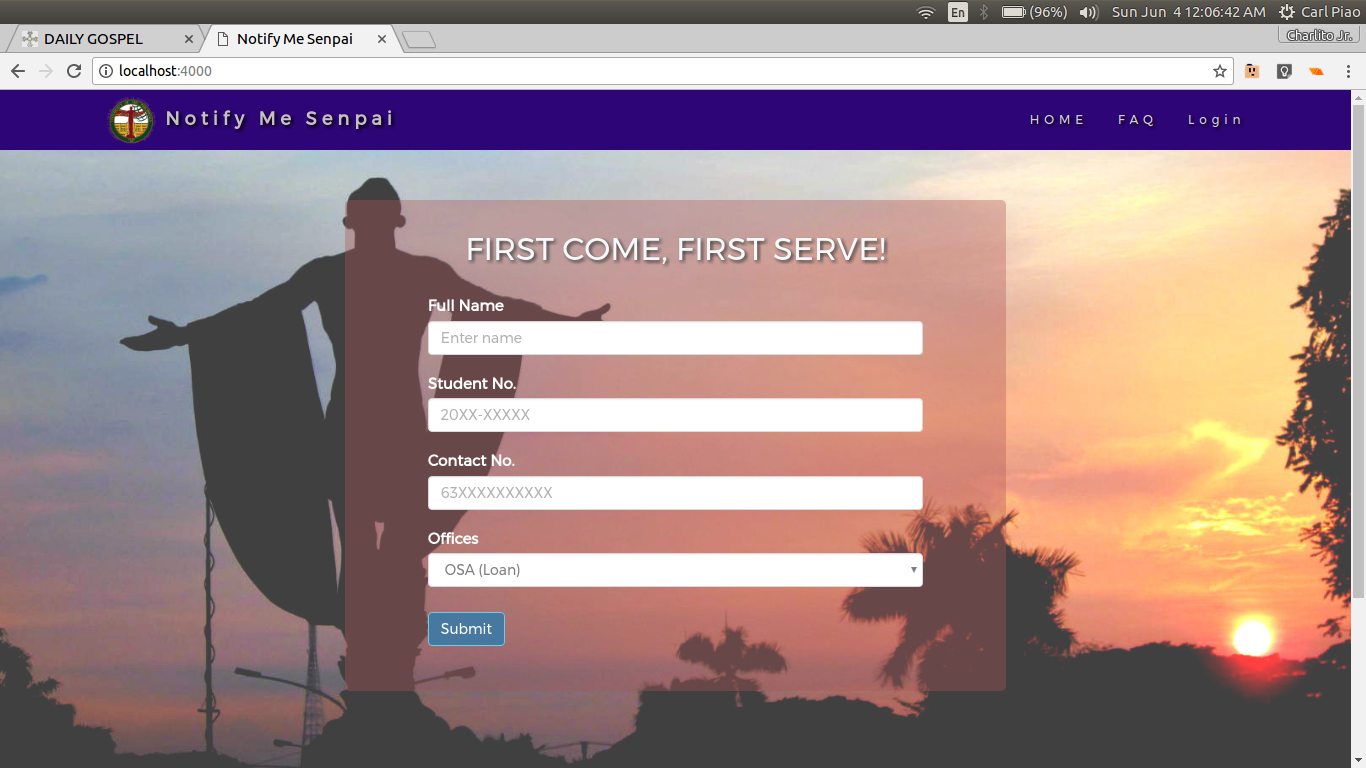 En (96%) Sun Jun 4 12:06:42 AM Carl Piao
DAILY GOSPEL Notify Me Senpai Charlito Jr.
localhost:4000
Notify Me Senpai HOME FAQ Login
FIRST COME, FIRST SERVE!
Full Name
Enter name
Student No.
20XX-XXXXX
Contact No.
63XXXXXXXXXX
Offices
OSA (Loan)
Submit